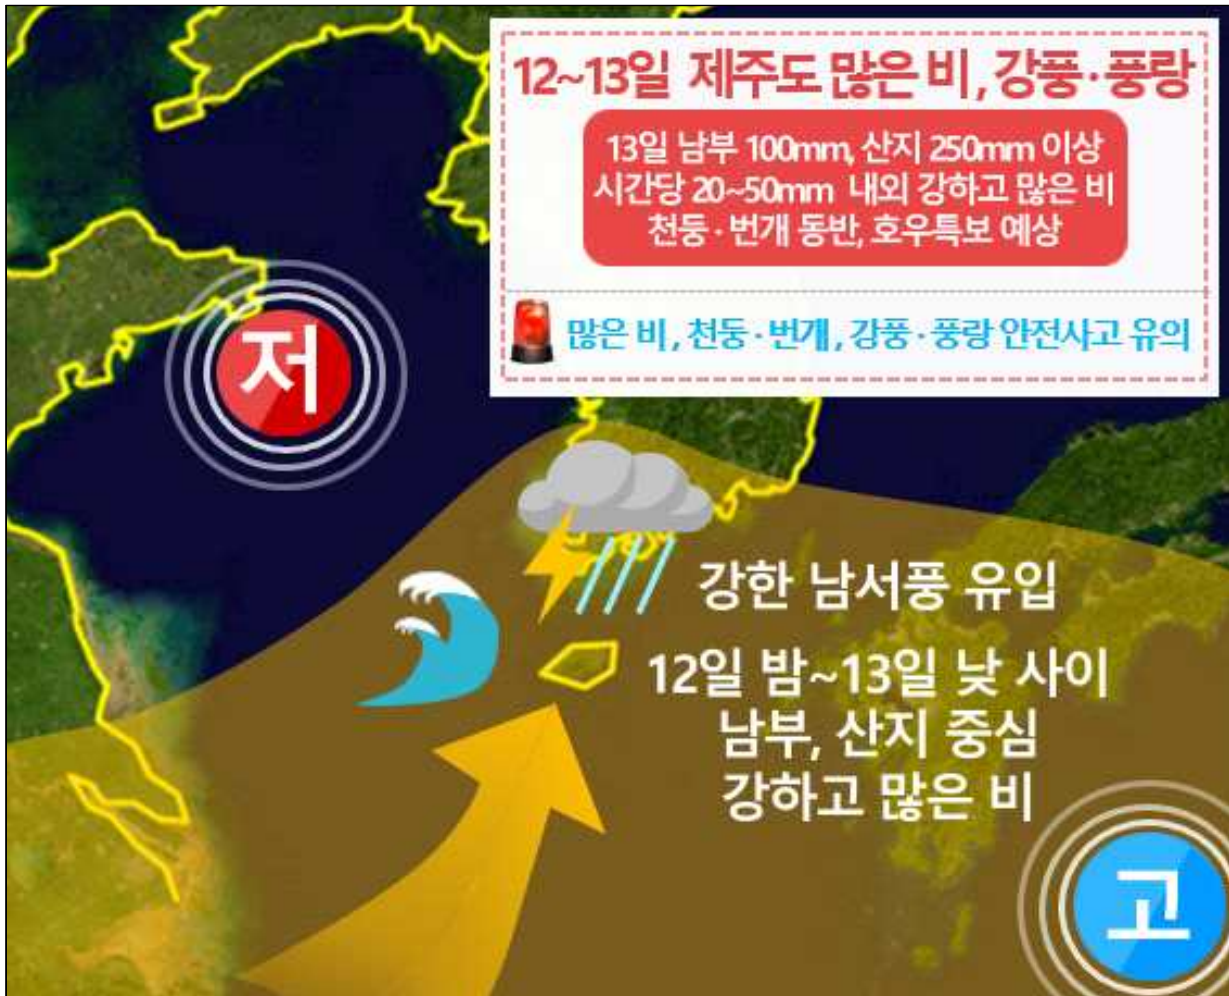 12~13일 제주도 많은 비, 강풍·풍랑
13일 남부 100mm, 산지 250mm 이상
시간당 20~50mm 내외 강하고 많은 비
천둥·번개 동반, 호우특보 예상
많은 비, 천둥·번개, 강풍·풍랑 안전사고 유의
저
강한 남서풍 유입
12일 밤~13일 낮 사이
남부, 산지 중심
강하고 많은 비
고